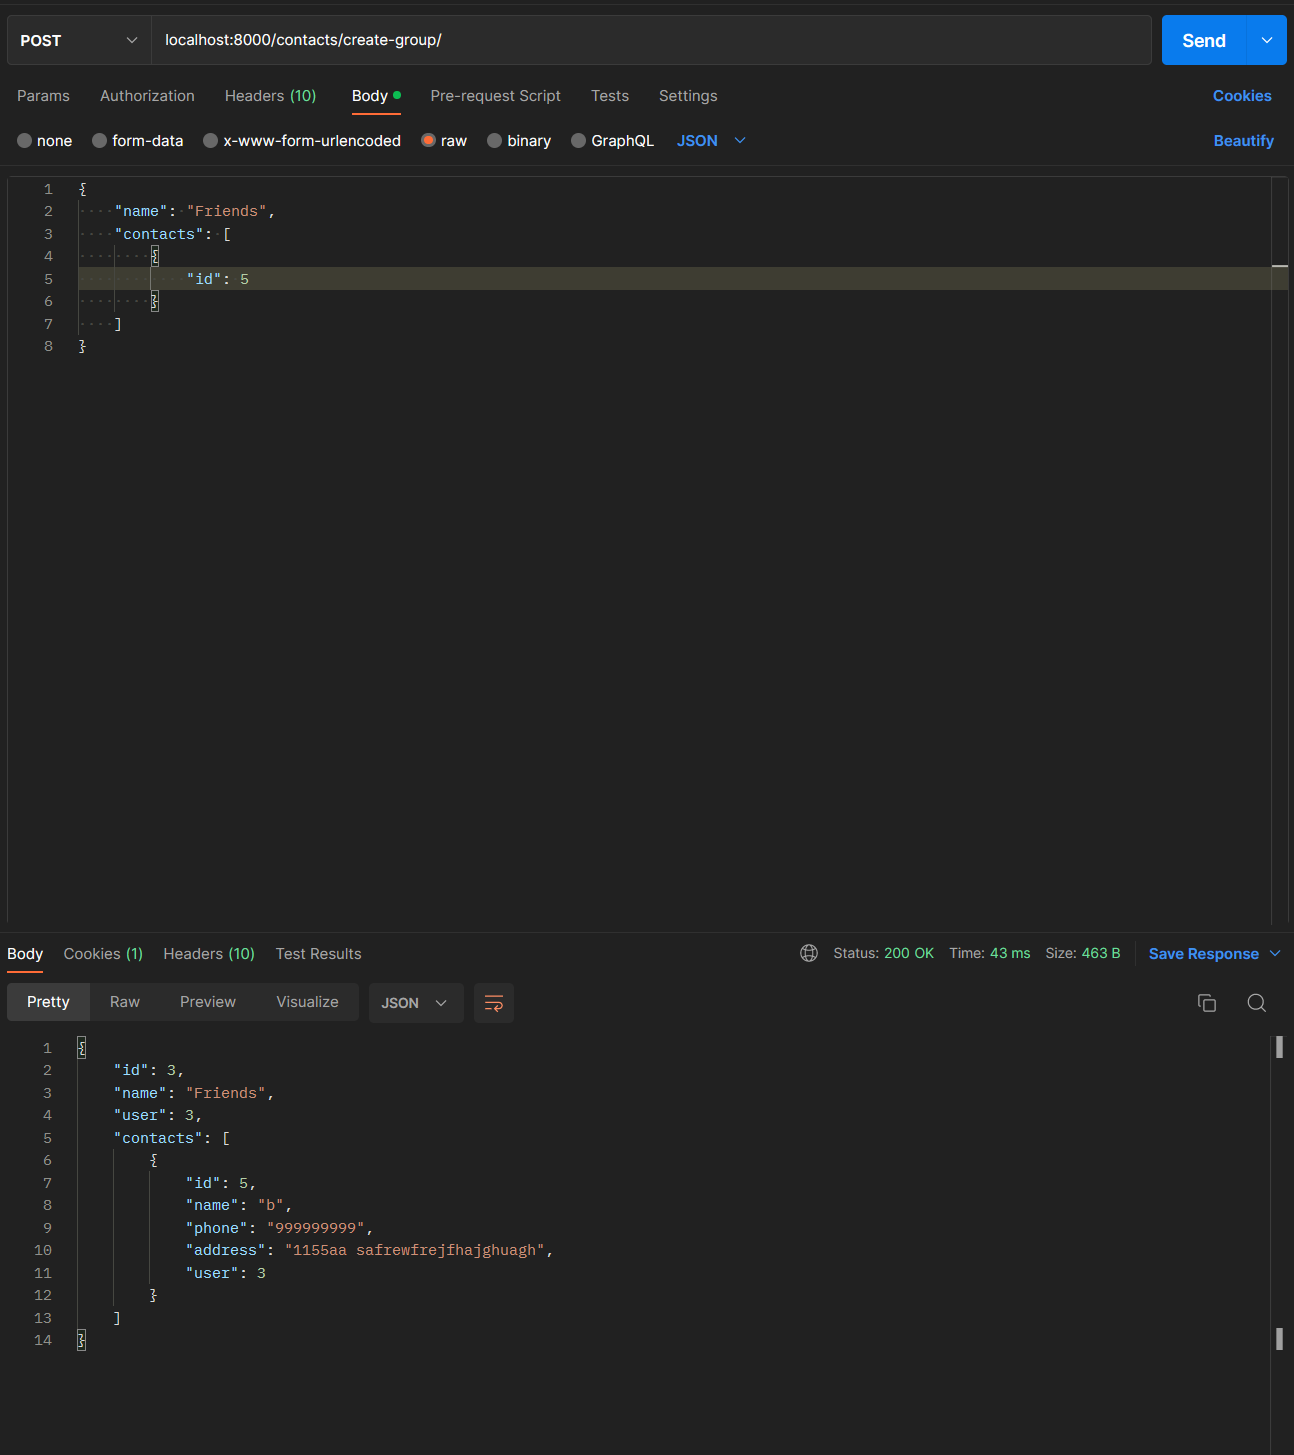 POST localhost:8000/contacts/create-group/ Send
Params Authorization Headers (10) Body Pre-request Script Tests Settings Cookies
none form-data x-www-form-urlencoded raw binary GraphQL JSON Beautify
1 {
2 "name": "Friends",
3 "contacts": [
4 {
5 "id": 5
6 }
7 ]
8 }
Body Cookies (1) Headers (10) Test Results Status: 200 OK Time: 43 ms Size: 463 B Save Response
Pretty Raw Preview Visualize JSON
1 {
2 "id": 3,
3 "name": "Friends",
4 "user": 3,
5 "contacts": [
6 {
7 "id": 5,
8 "name": "b",
9 "phone": "999999999",
10 "address": "1155aa safrewfrejfhajghuagh",
11 "user": 3
12 }
13 ]
14 }